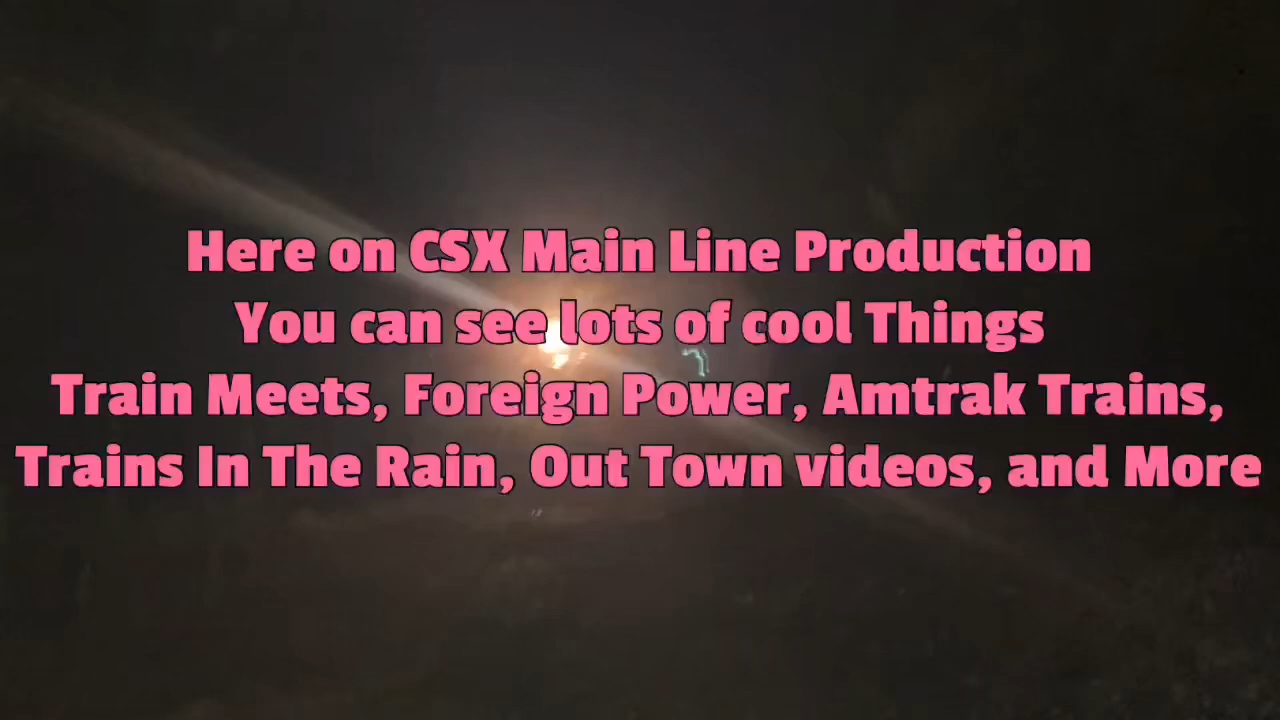 Here on CSX Main Line Production
You can see lots of cool Things
Train Meets, Foreign Power, Amtrak Trains,
Trains In The Rain, Out Town videos, and More